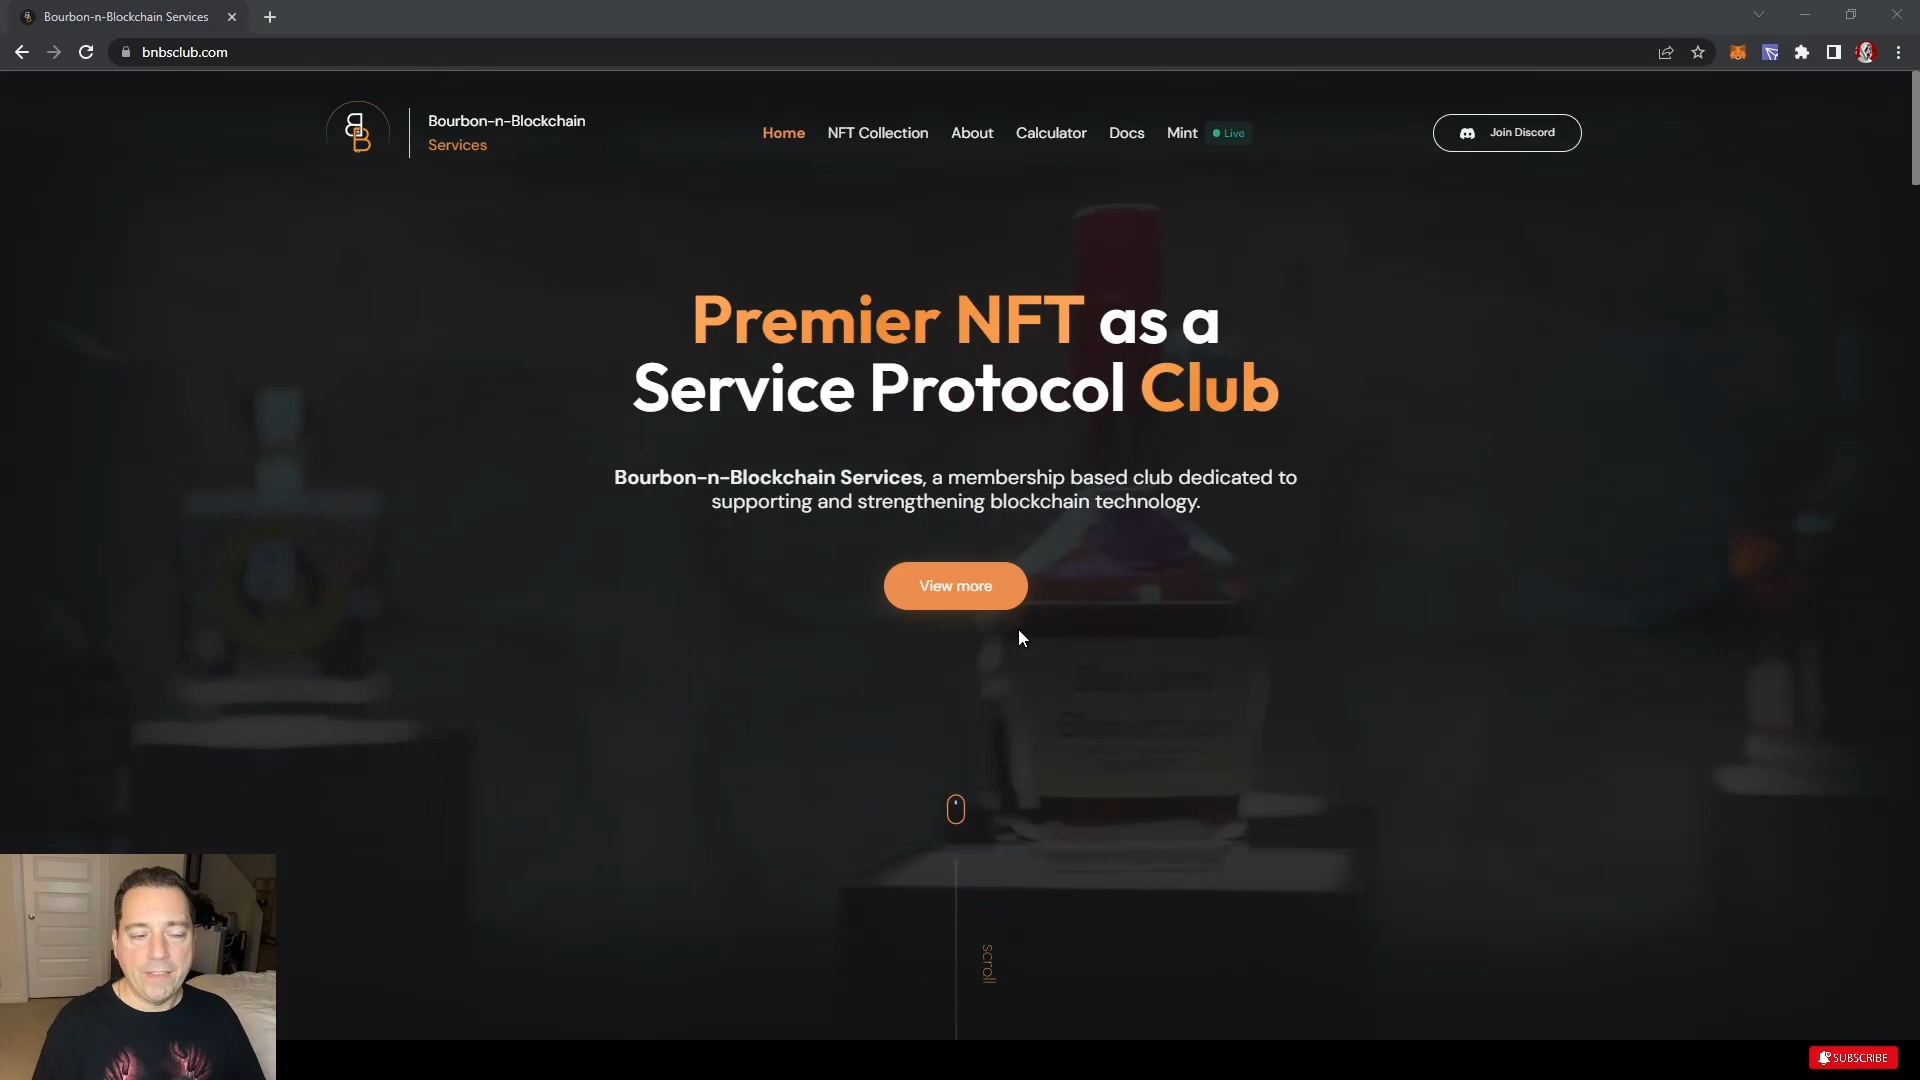 Bourbon-n-Blockchain Services
bnbsclub.com
Bourbon-n-Blockchain
Services
Home NFT Collection About Calculator Docs Mint Live
Join Discord
Premier NFT as a
Service Protocol Club
Bourbon-n-Blockchain Services, a membership based club dedicated to
supporting and strengthening blockchain technology.
View more
scroll
SUBSCRIBE